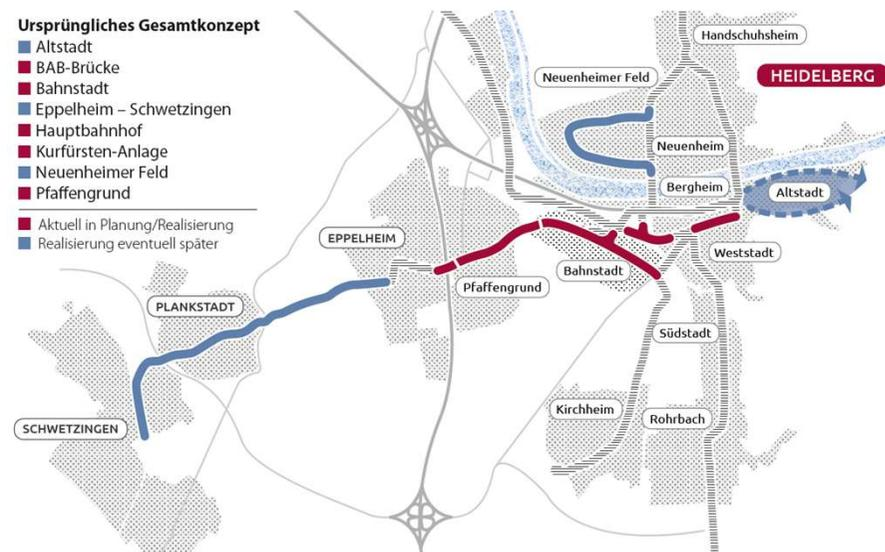 Ursprüngliches Gesamtkonzept
Altstadt
BAB-Brücke
Bahnstadt
Eppelheim – Schwetzingen
Hauptbahnhof
Kurfürsten-Anlage
Neuenheimer Feld
Pfaffengrund
Aktuell in Planung/Realisierung
Realisierung eventuell später
Handschuhsheim
Neuenheimer Feld
HEIDELBERG
Neuenheim
Bergheim
Altstadt
EPPELHEIM
Weststadt
Bahnstadt
Pfaffengrund
PLANKSTADT
Südstadt
Kirchheim
Rohrbach
SCHWETZINGEN